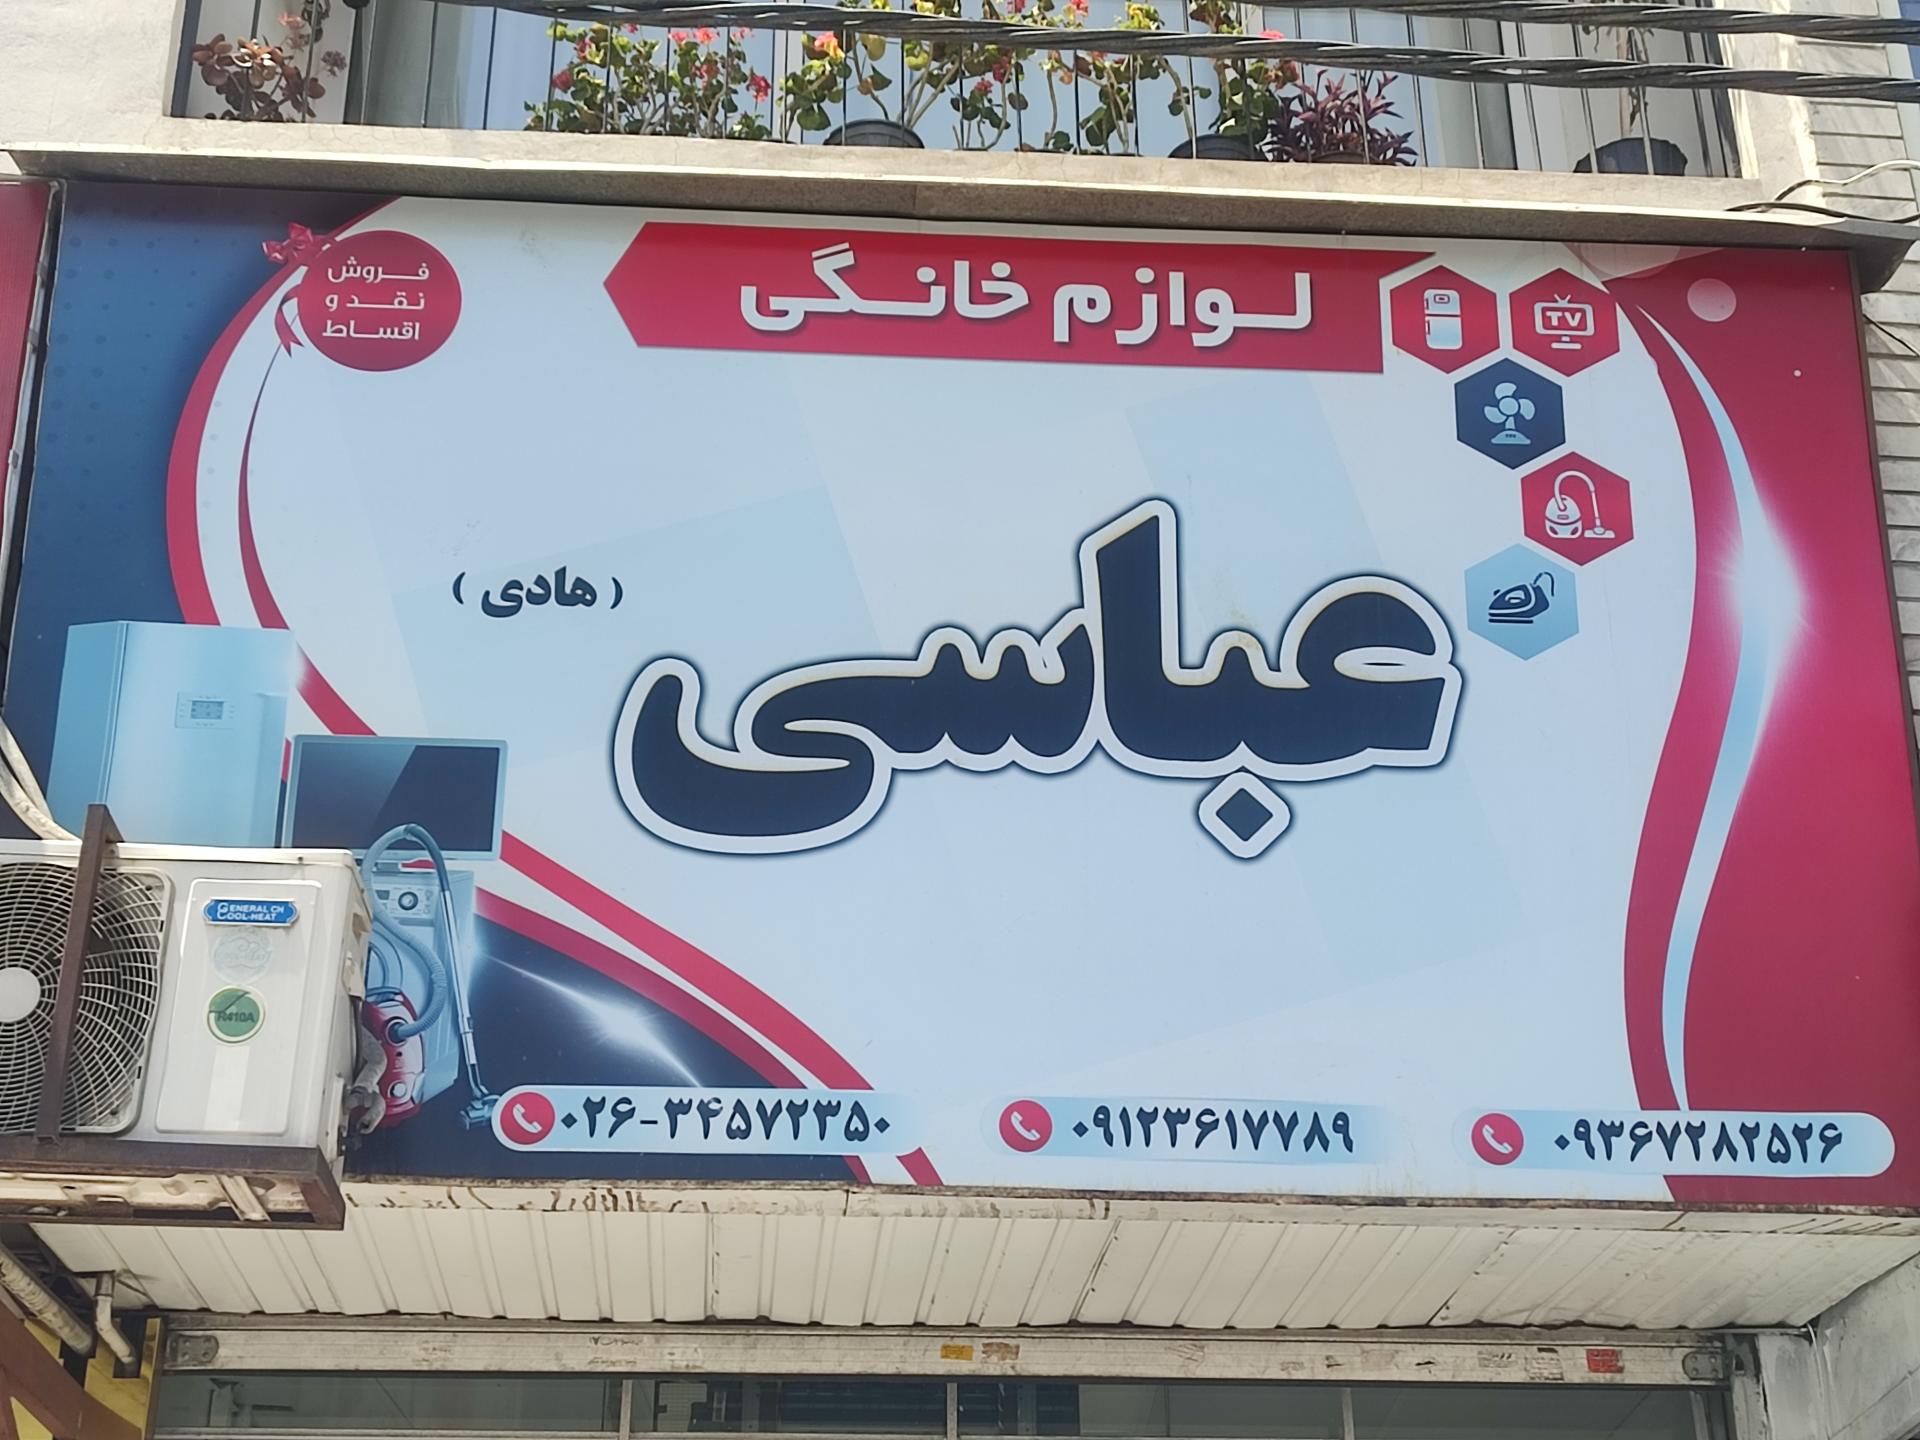 لوازم خانگی
فروش
نقد و
اقساط
TV
عباسی
(هادی)
GENERAL CH
COOL-HEAT
R410A
۰۲۶-۳۴۵۷۲۳۵۰
۰۹۱۲۳۶۱۷۷۸۹
۰۹۳۶۷۲۸۲۵۲۶